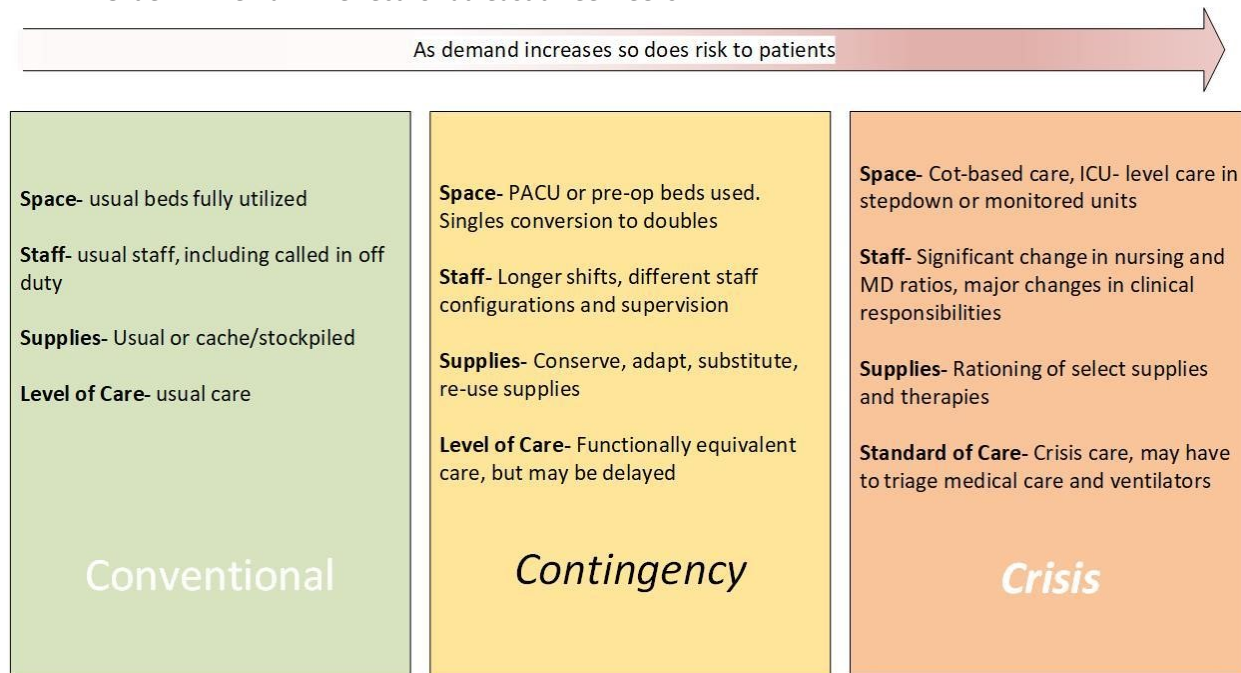 As demand increases so does risk to patients
Space- usual beds fully utilized
Staff- usual staff, including called in off
duty
Supplies- Usual or cache/stockpiled
Level of Care- usual care
Conventional
Space- PACU or pre-op beds used.
Singles conversion to doubles
Staff- Longer shifts, different staff
configurations and supervision
Supplies- Conserve, adapt, substitute,
re-use supplies
Level of Care- Functionally equivalent
care, but may be delayed
Contingency
Space- Cot-based care, ICU- level care in
stepdown or monitored units
Staff- Significant change in nursing and
MD ratios, major changes in clinical
responsibilities
Supplies- Rationing of select supplies
and therapies
Standard of Care- Crisis care, may have
to triage medical care and ventilators
Crisis